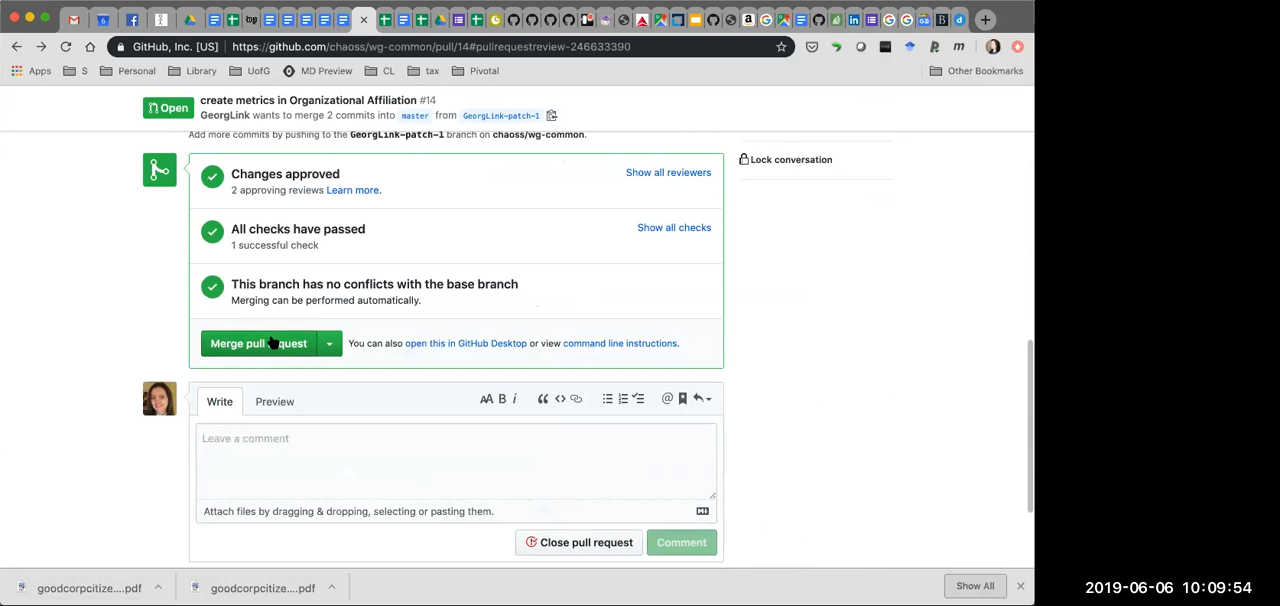 GitHub, Inc. [US] https://github.com/chaoss/wg-common/pull/14#pullrequestreview-246633390
Apps S Personal Library UofG MD Preview CL tax Pivotal Other Bookmarks
Open create metrics in Organizational Affiliation #14
GeorgLink wants to merge 2 commits into master from GeorgLink-patch-1
Add more commits by pushing to the GeorgLink-patch-1 branch on chaoss/wg-common.
Lock conversation
Changes approved Show all reviewers
2 approving reviews Learn more.
All checks have passed Show all checks
1 successful check
This branch has no conflicts with the base branch
Merging can be performed automatically.
Merge pull request You can also open this in GitHub Desktop or view command line instructions.
Write Preview
Leave a comment
Attach files by dragging & dropping, selecting or pasting them.
Close pull request Comment
goodcorpcitize....pdf goodcorpcitize....pdf Show All
2019-06-06 10:09:54